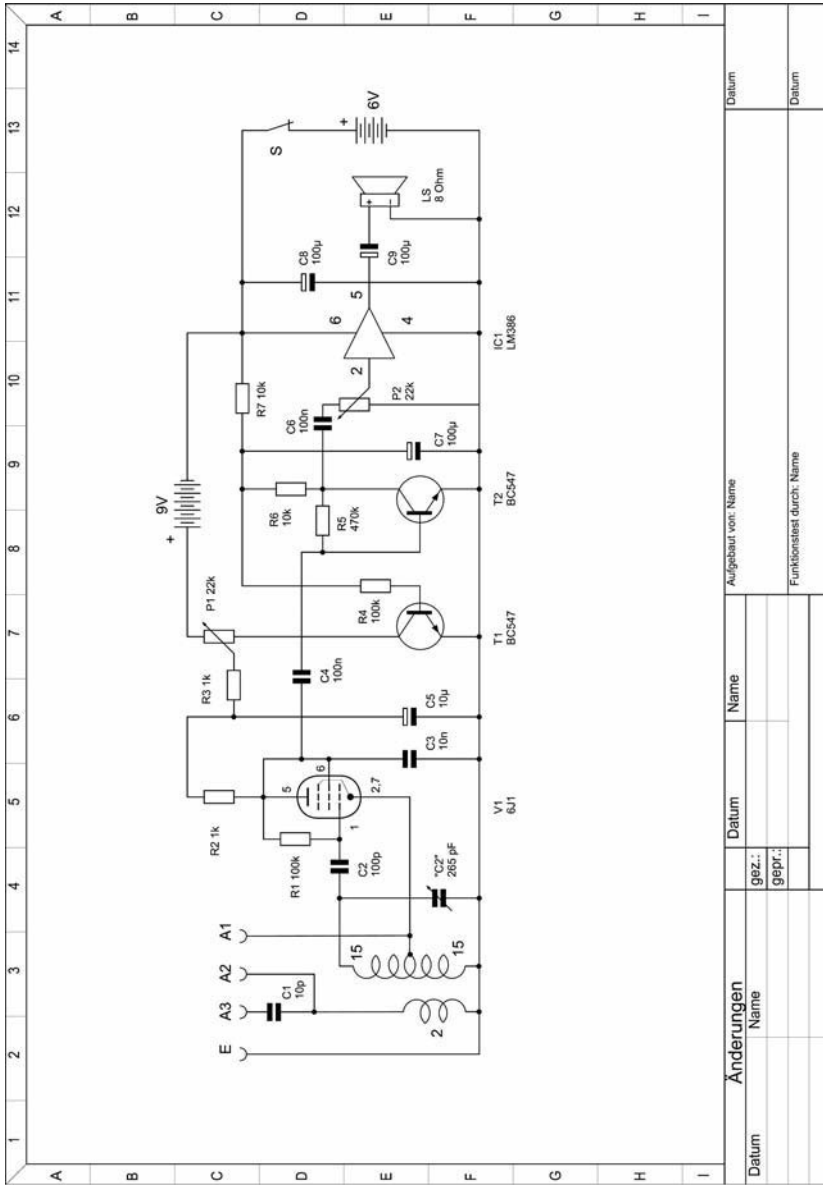 1 2 3 4 5 6 7 8 9 10 11 12 13 14
A
B
C
D
E
F
G
H
I
A
B
C
D
E
F
G
H
I
9V
+
P1 22k
R3 1k
R2 1k
R7 10k
S
+
6V
E
A3
A2
A1
C1
10p
R1 100k
C2
100p
5
6
1
2,7
C4
100n
R6
10k
R5
470k
C6
100n
R4
100k
C8
100µ
6
2
5
4
+
−
LS
8 Ohm
C9
100µ
P2
22k
2
15
15
"C2"
265 pF
C3
10n
C5
10µ
C7
100µ
V1
6J1
T1
BC547
T2
BC547
IC1
LM386
Änderungen
Datum
Name
gez.:
gepr.:
Datum
Name
Aufgebaut von: Name
Datum
Funktionstest durch: Name
Datum